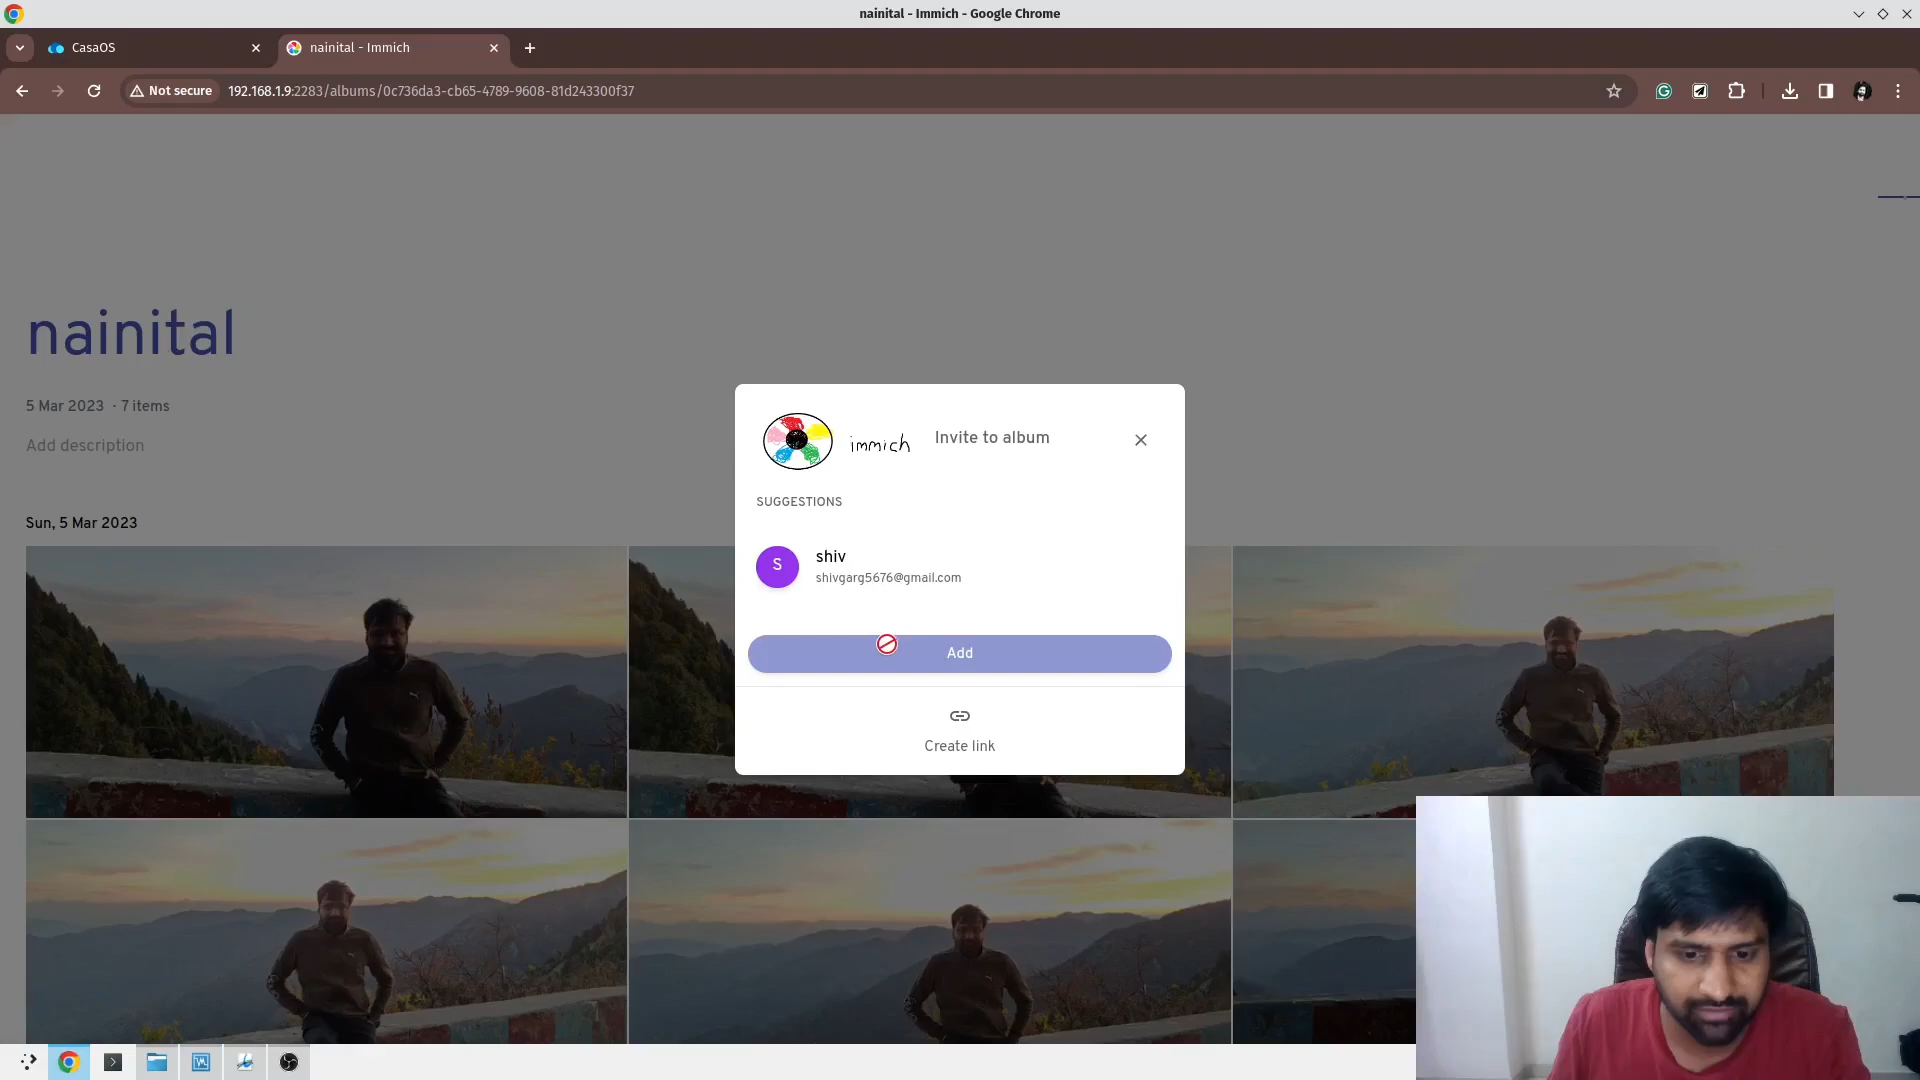 nainital - Immich - Google Chrome
CasaOS
nainital - Immich
Not secure
192.168.1.9:2283/albums/0c736da3-cb65-4789-9608-81d243300f37
nainital
5 Mar 2023 · 7 items
Add description
Sun, 5 Mar 2023
immich
Invite to album
SUGGESTIONS
S
shiv
shivgarg5676@gmail.com
Add
Create link